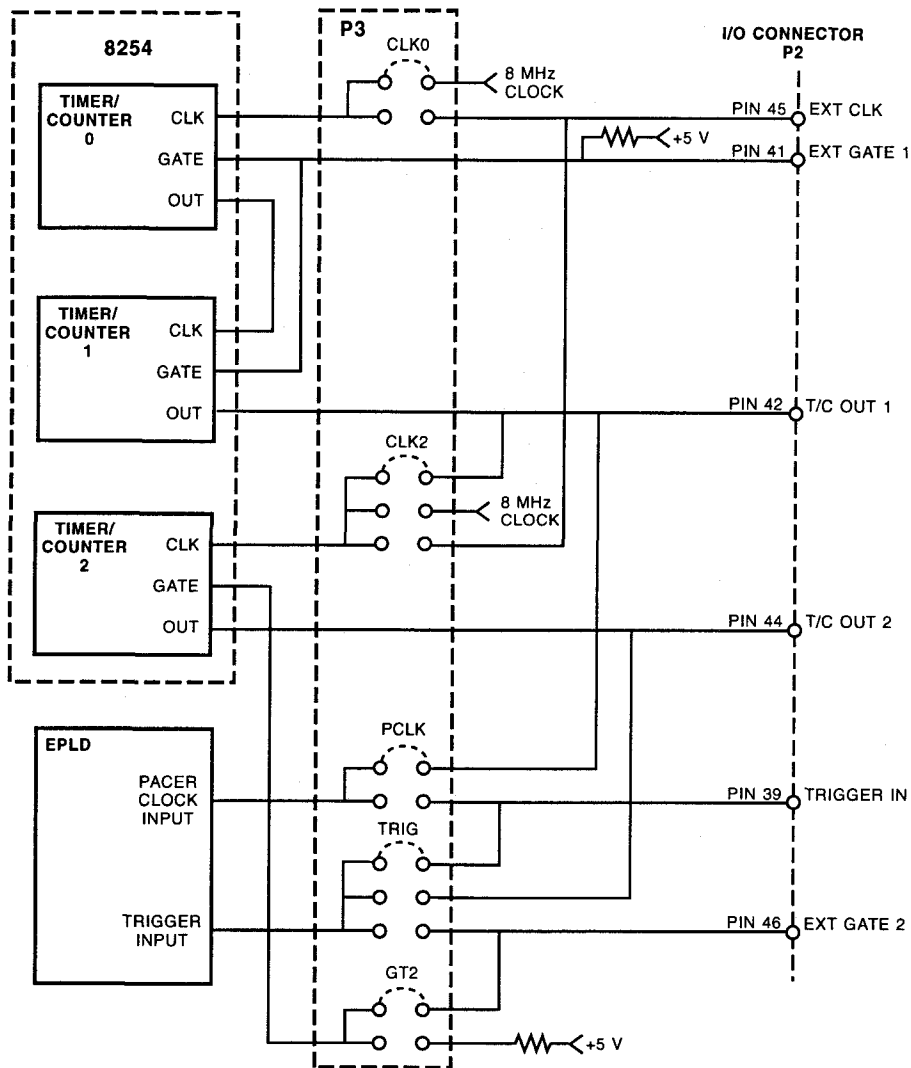 8254
P3
I/O CONNECTOR
P2
CLK0
8 MHz
CLOCK
TIMER/
COUNTER
0
CLK
GATE
OUT
PIN 45
EXT CLK
+5 V
PIN 41
EXT GATE 1
TIMER/
COUNTER
1
CLK
GATE
OUT
PIN 42
T/C OUT 1
CLK2
8 MHz
CLOCK
TIMER/
COUNTER
2
CLK
GATE
OUT
PIN 44
T/C OUT 2
EPLD
PACER
CLOCK
INPUT
PCLK
PIN 39
TRIGGER IN
TRIG
TRIGGER
INPUT
PIN 46
EXT GATE 2
GT2
+5 V